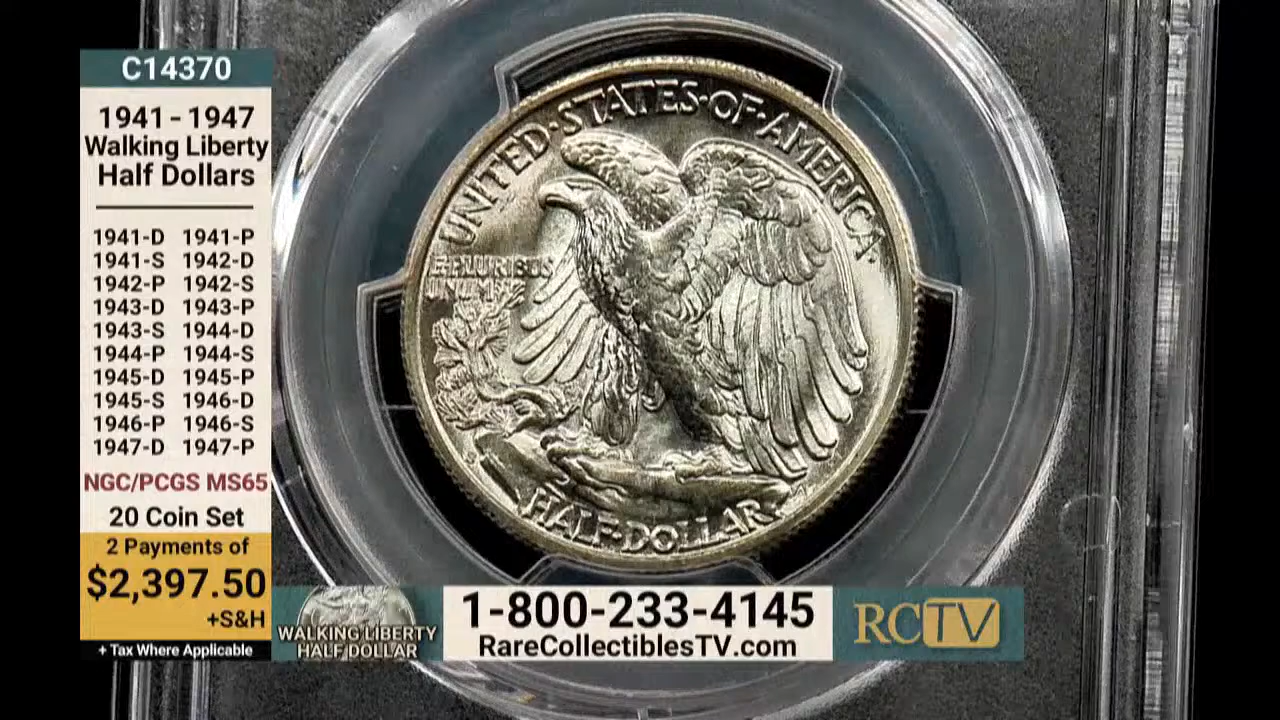 C14370
1941 - 1947
Walking Liberty
Half Dollars
1941-D 1941-P
1941-S 1942-D
1942-P 1942-S
1943-D 1943-P
1943-S 1944-D
1944-P 1944-S
1945-D 1945-P
1945-S 1946-D
1946-P 1946-S
1947-D 1947-P
NGC/PCGS MS65
20 Coin Set
2 Payments of
$2,397.50
+S&H
+ Tax Where Applicable
UNITED·STATES·OF·AMERICA·
E·PLURIBUS
UNUM
HALF·DOLLAR
WALKING LIBERTY
HALF DOLLAR
1-800-233-4145
RareCollectiblesTV.com
RCTV